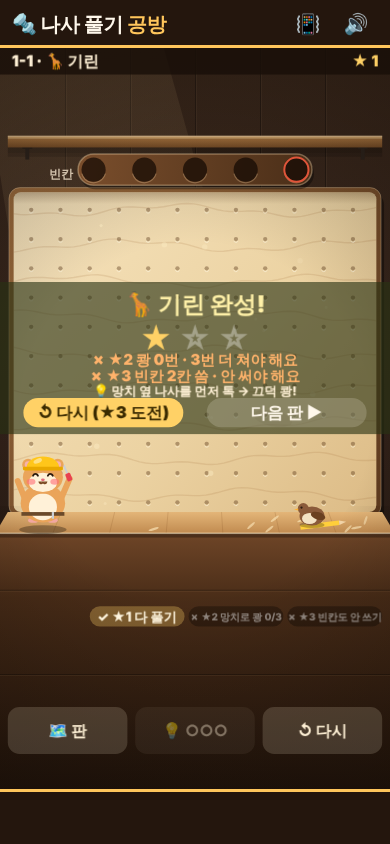 나사 풀기 공방
1-1 · 기린
★ 1
빈칸
기린 완성!
× ★2 쾅 0번 · 3번 더 쳐야 해요
× ★3 빈칸 2칸 씀 · 안 써야 해요
망치 옆 나사를 먼저 톡 → 끄덕 쾅!
↺ 다시 (★3 도전)
다음 판 ▶
✓ ★1 다 풀기
× ★2 망치로 쾅 0/3
× ★3 빈칸도 안 쓰기
판
↺ 다시